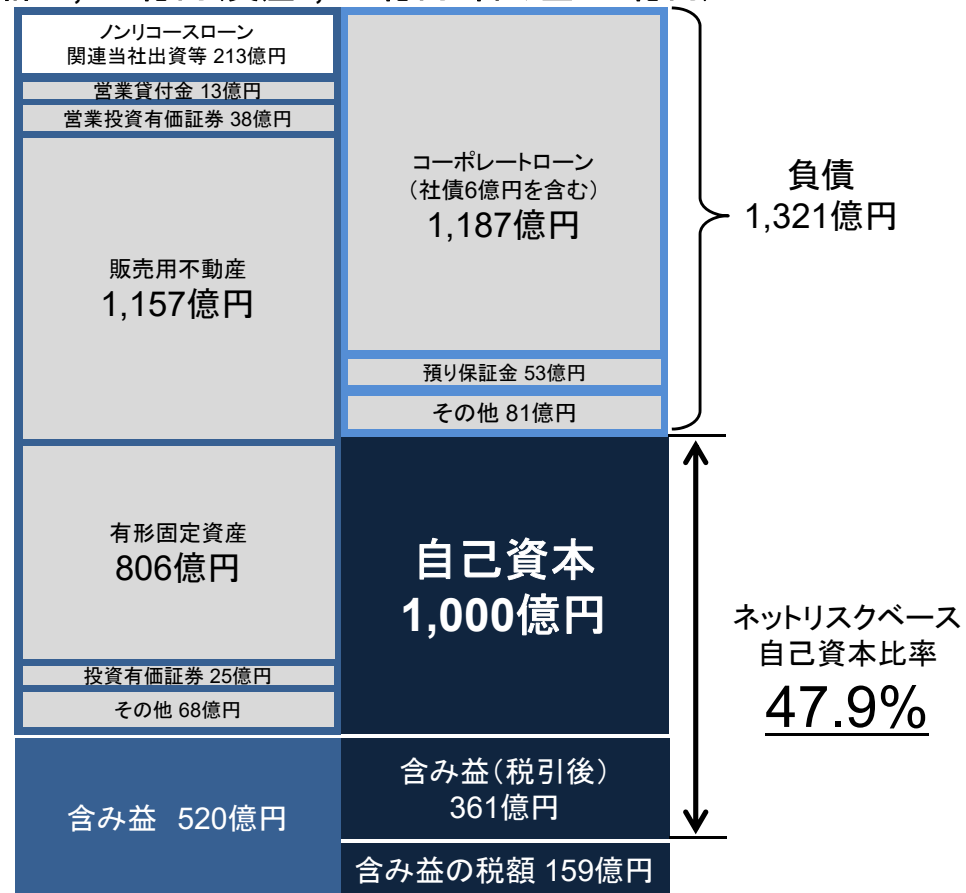 ノンリコースローン
関連当社出資等 213億円
営業貸付金 13億円
営業投資有価証券 38億円
販売用不動産
1,157億円
有形固定資産
806億円
投資有価証券 25億円
その他 68億円
含み益 520億円
コーポレートローン
（社債6億円を含む）
1,187億円
預り保証金 53億円
その他 81億円
自己資本
1,000億円
含み益（税引後）
361億円
含み益の税額 159億円
負債
1,321億円
ネットリスクベース
自己資本比率
47.9%